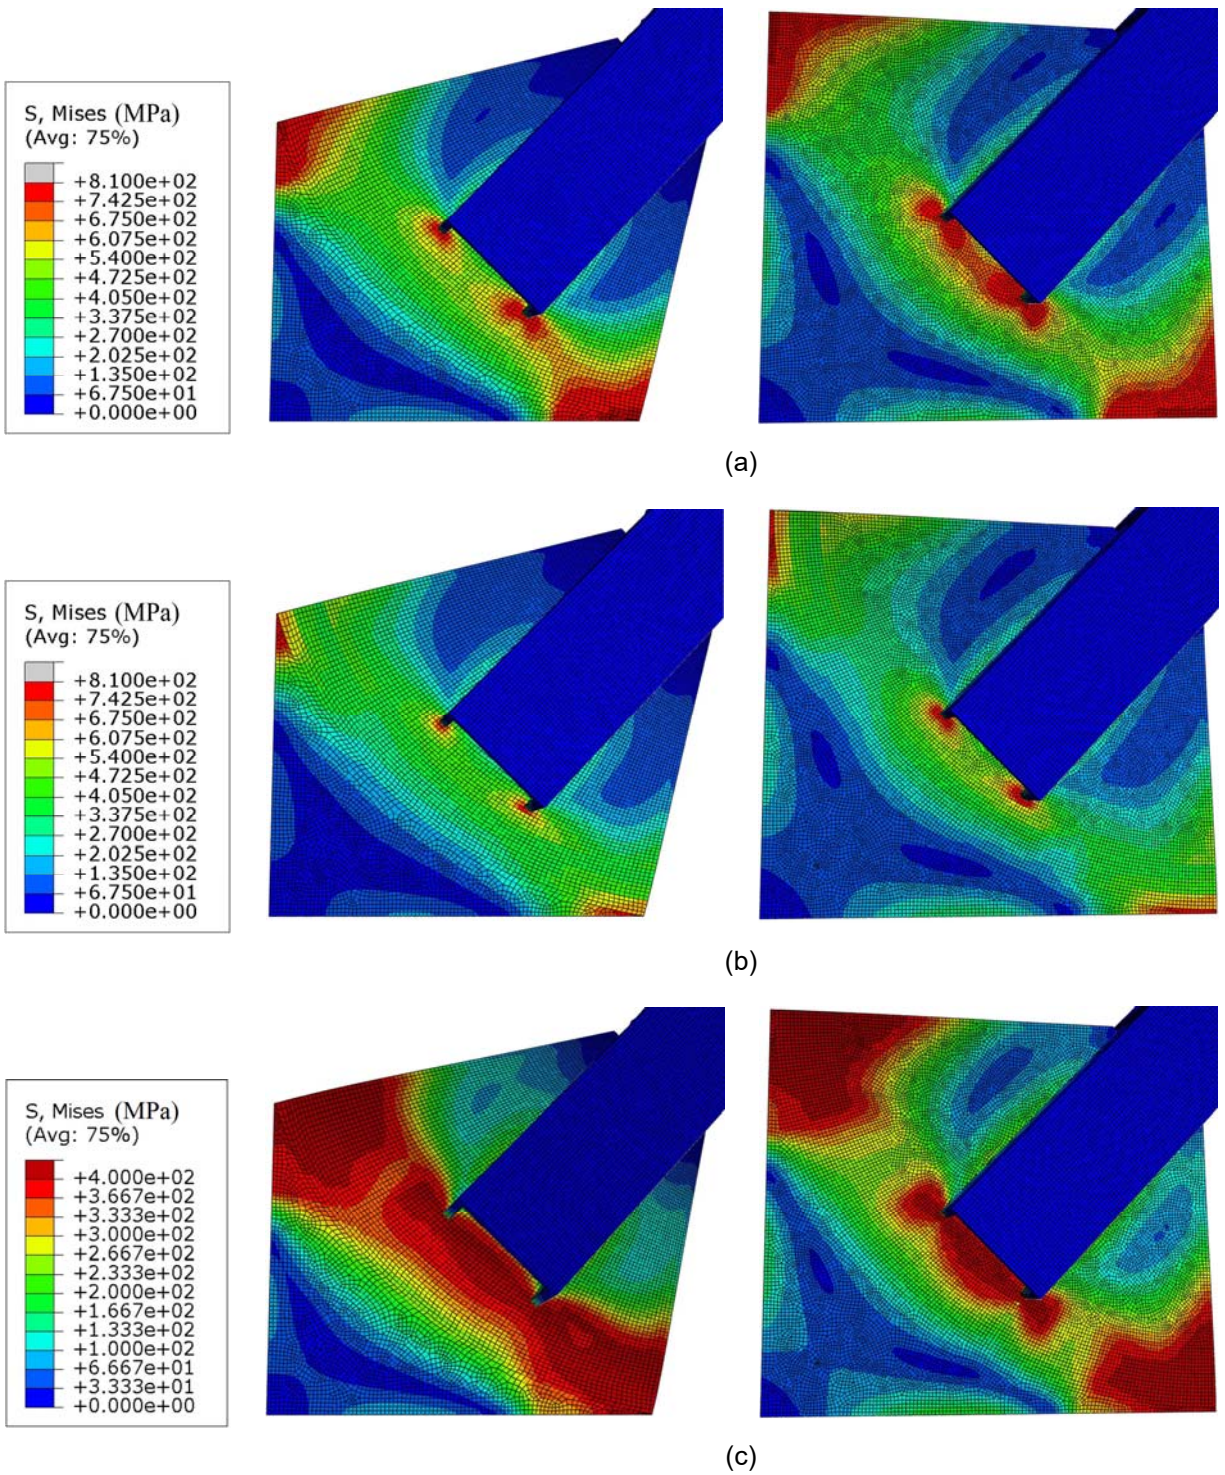 S, Mises (MPa)
(Avg: 75%)
+8.100e+02
+7.425e+02
+6.750e+02
+6.075e+02
+5.400e+02
+4.725e+02
+4.050e+02
+3.375e+02
+2.700e+02
+2.025e+02
+1.350e+02
+6.750e+01
+0.000e+00
(a)
S, Mises (MPa)
(Avg: 75%)
+8.100e+02
+7.425e+02
+6.750e+02
+6.075e+02
+5.400e+02
+4.725e+02
+4.050e+02
+3.375e+02
+2.700e+02
+2.025e+02
+1.350e+02
+6.750e+01
+0.000e+00
(b)
S, Mises (MPa)
(Avg: 75%)
+4.000e+02
+3.667e+02
+3.333e+02
+3.000e+02
+2.667e+02
+2.333e+02
+2.000e+02
+1.667e+02
+1.333e+02
+1.000e+02
+6.667e+01
+3.333e+01
+0.000e+00
(c)